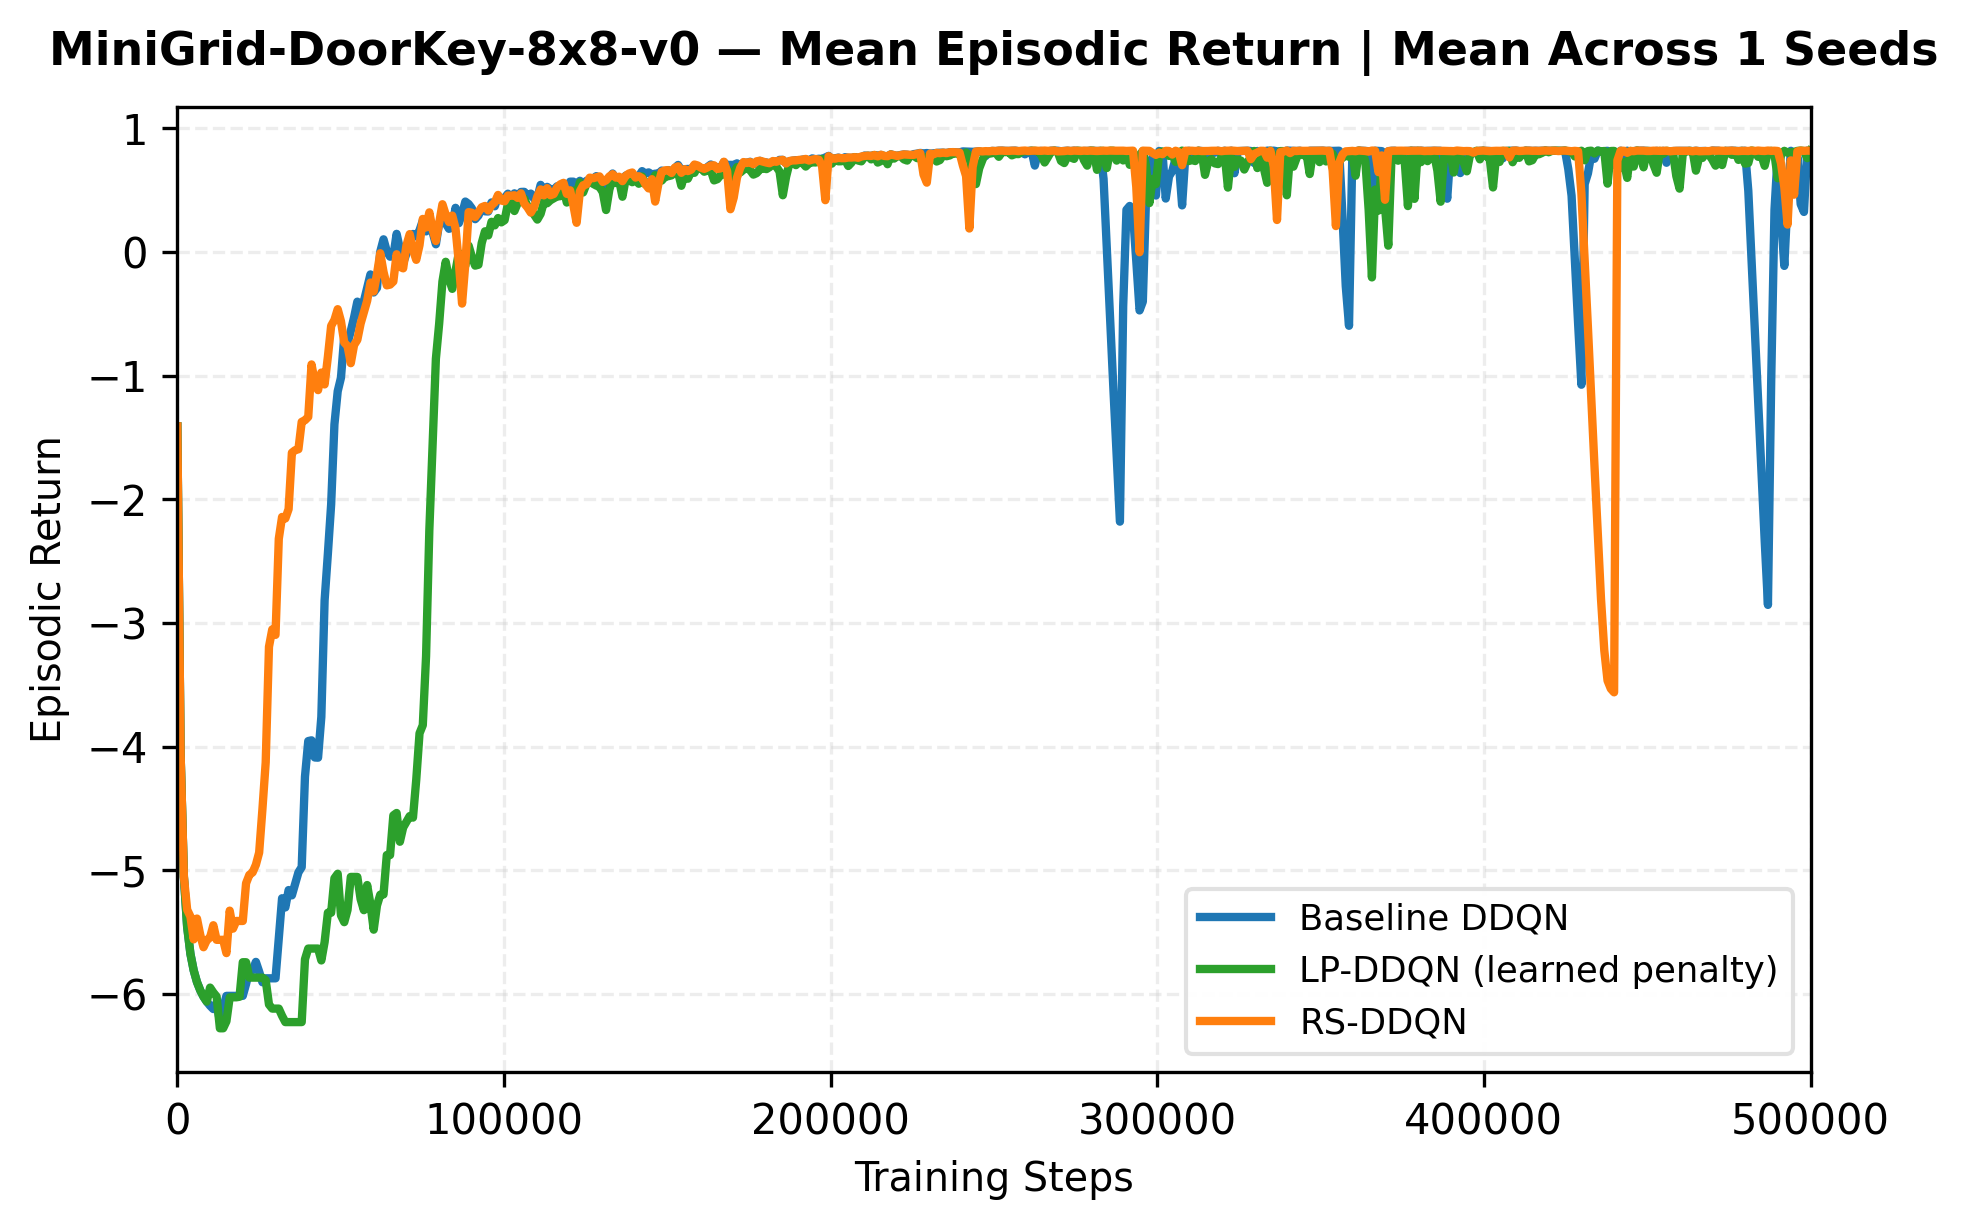 MiniGrid-DoorKey-8x8-v0 — Mean Episodic Return | Mean Across 1 Seeds
1
0
−1
−2
−3
−4
−5
−6
Episodic Return
Baseline DDQN
LP-DDQN (learned penalty)
RS-DDQN
0 100000 200000 300000 400000 500000
Training Steps